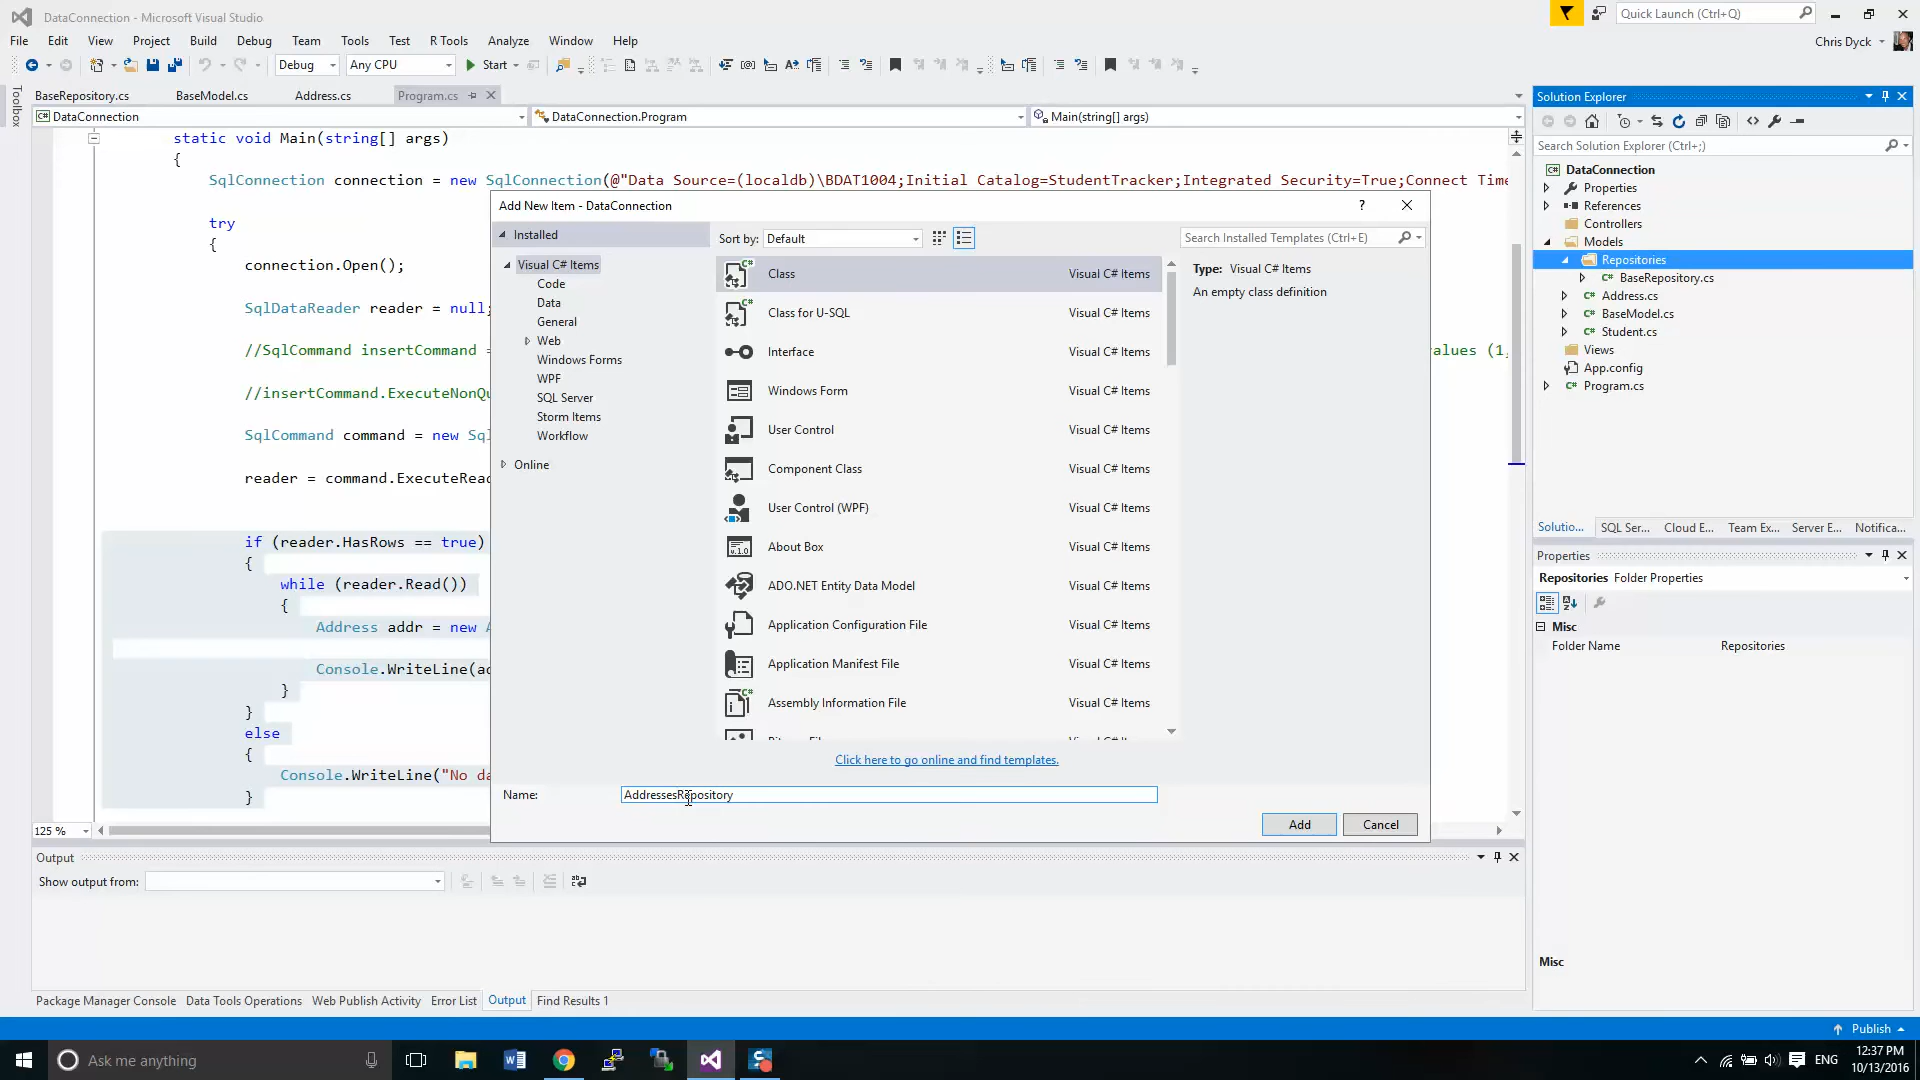 DataConnection - Microsoft Visual Studio
Quick Launch (Ctrl+Q)
File Edit View Project Build Debug Team Tools Test R Tools Analyze Window Help
Chris Dyck
Debug Any CPU Start
Toolbox
BaseRepository.cs BaseModel.cs Address.cs Program.cs
DataConnection DataConnection.Program Main(string[] args)
static void Main(string[] args)
{
SqlConnection connection = new SqlConnection(@"Data Source=(localdb)\BDAT1004;Initial Catalog=StudentTracker;Integrated Security=True;Connect Time
try
{
connection.Open();
SqlDataReader reader = null;
//SqlCommand insertCommand =
values (1,
//insertCommand.ExecuteNonQu
SqlCommand command = new Sql
reader = command.ExecuteRead
if (reader.HasRows == true)
{
while (reader.Read())
{
Address addr = new A
Console.WriteLine(ad
}
}
else
{
Console.WriteLine("No da
}
125 %
Add New Item - DataConnection
?
Installed
Sort by: Default
Search Installed Templates (Ctrl+E)
Visual C# Items
Code
Data
General
Web
Windows Forms
WPF
SQL Server
Storm Items
Workflow
Online
Class Visual C# Items
Class for U-SQL Visual C# Items
Interface Visual C# Items
Windows Form Visual C# Items
User Control Visual C# Items
Component Class Visual C# Items
User Control (WPF) Visual C# Items
About Box Visual C# Items
ADO.NET Entity Data Model Visual C# Items
Application Configuration File Visual C# Items
Application Manifest File Visual C# Items
Assembly Information File Visual C# Items
Type: Visual C# Items
An empty class definition
Click here to go online and find templates.
Name: AddressesRepository
Add Cancel
Solution Explorer
Search Solution Explorer (Ctrl+;)
DataConnection
Properties
References
Controllers
Models
Repositories
BaseRepository.cs
Address.cs
BaseModel.cs
Student.cs
Views
App.config
Program.cs
Solutio... SQL Ser... Cloud E... Team Ex... Server E... Notifica...
Properties
Repositories Folder Properties
Misc
Folder Name Repositories
Misc
Output
Show output from:
Package Manager Console Data Tools Operations Web Publish Activity Error List Output Find Results 1
Publish
Ask me anything
ENG
12:37 PM
10/13/2016